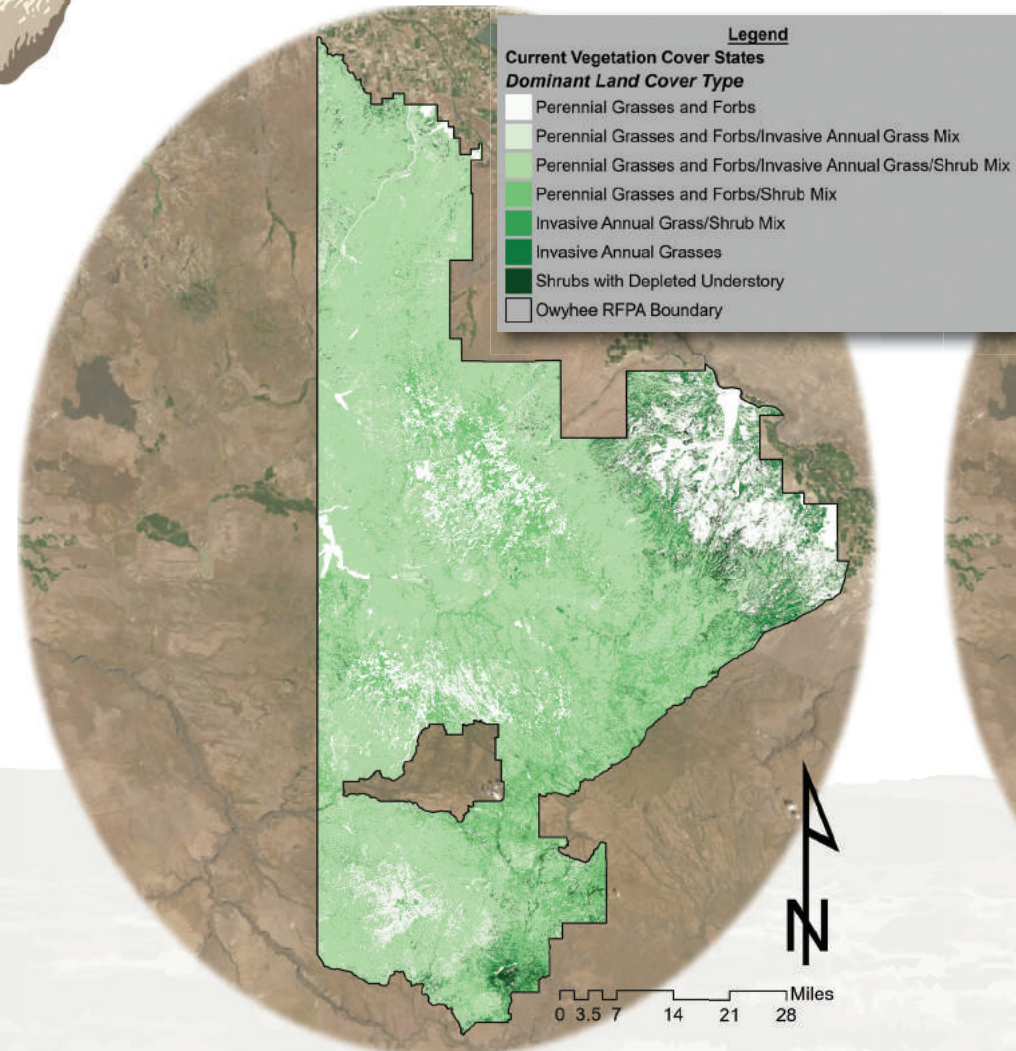 Legend
Current Vegetation Cover States
Dominant Land Cover Type
Perennial Grasses and Forbs
Perennial Grasses and Forbs/Invasive Annual Grass Mix
Perennial Grasses and Forbs/Invasive Annual Grass/Shrub Mix
Perennial Grasses and Forbs/Shrub Mix
Invasive Annual Grass/Shrub Mix
Invasive Annual Grasses
Shrubs with Depleted Understory
Owyhee RFPA Boundary
N
Miles
0 3.5 7 14 21 28